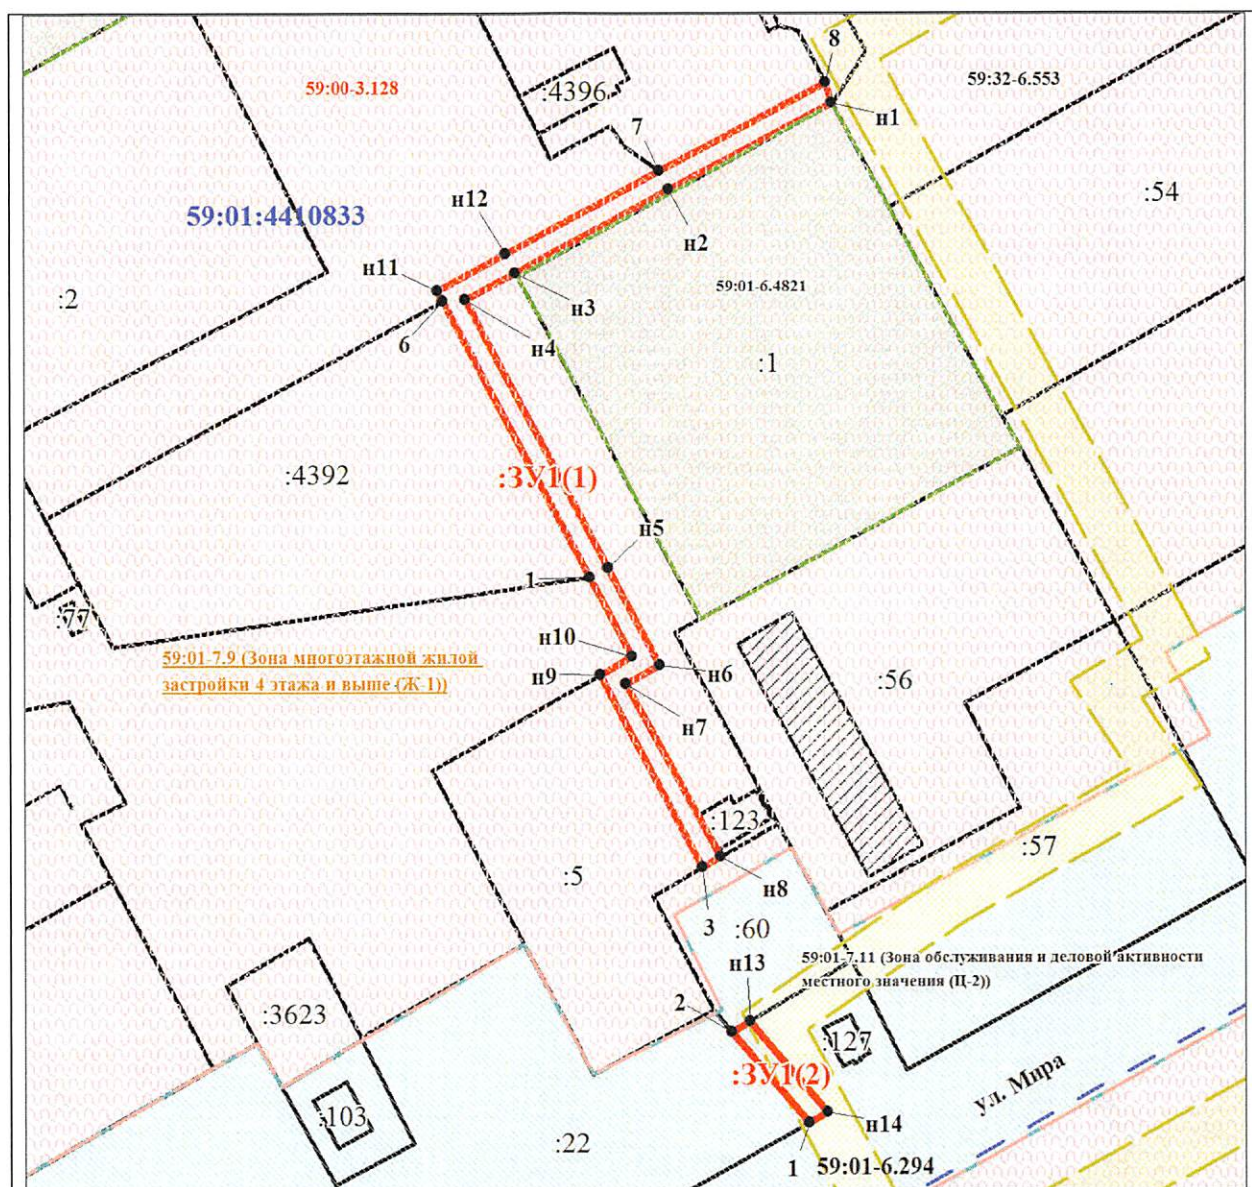 8
59:00-3.128
:4396
59:32-6.553
н1
7
:54
н12
59:01:4410833
н2
н11
59:01-6.4821
:2
н3
6
н4
:1
:4392
:ЗУ1(1)
н5
1
:77
н10
59:01-7.9 (Зона многоэтажной жилой
застройки 4 этажа и выше (Ж-1))
н9
н6
:56
н7
:123
:57
:5
н8
3
:60
59:01-7.11 (Зона обслуживания и деловой активности
местного значения (Ц-2))
н13
2
:3623
:127
:ЗУ1(2)
ул. Мира
:103
н14
:22
1
59:01-6.294